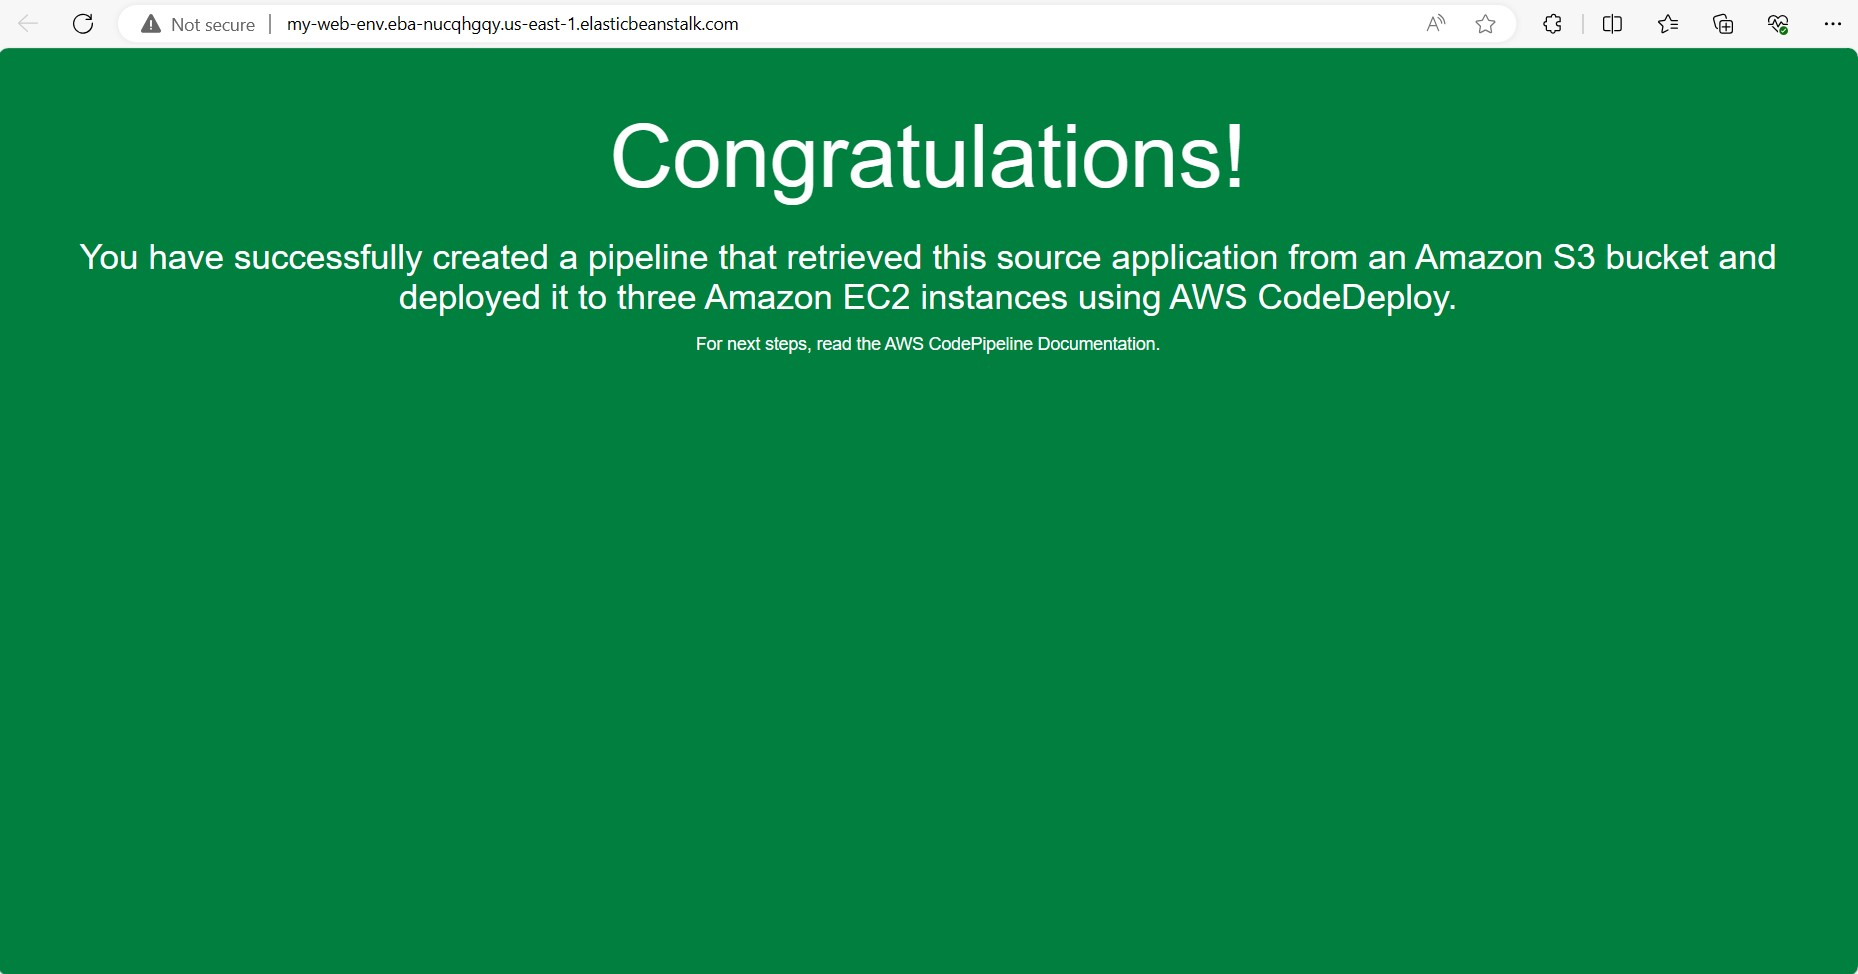 Not secure my-web-env.eba-nucqhgqy.us-east-1.elasticbeanstalk.com
Congratulations!
You have successfully created a pipeline that retrieved this source application from an Amazon S3 bucket and
deployed it to three Amazon EC2 instances using AWS CodeDeploy.
For next steps, read the AWS CodePipeline Documentation.